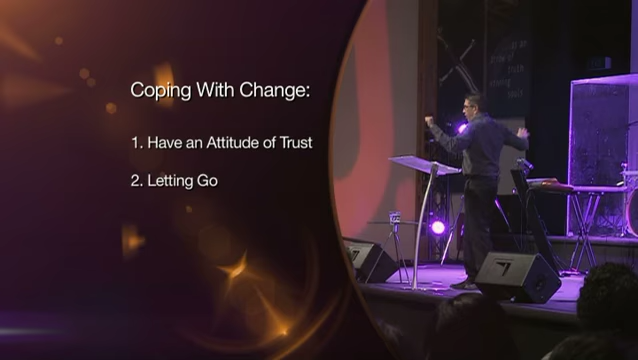 Coping With Change:
1. Have an Attitude of Trust
2. Letting Go